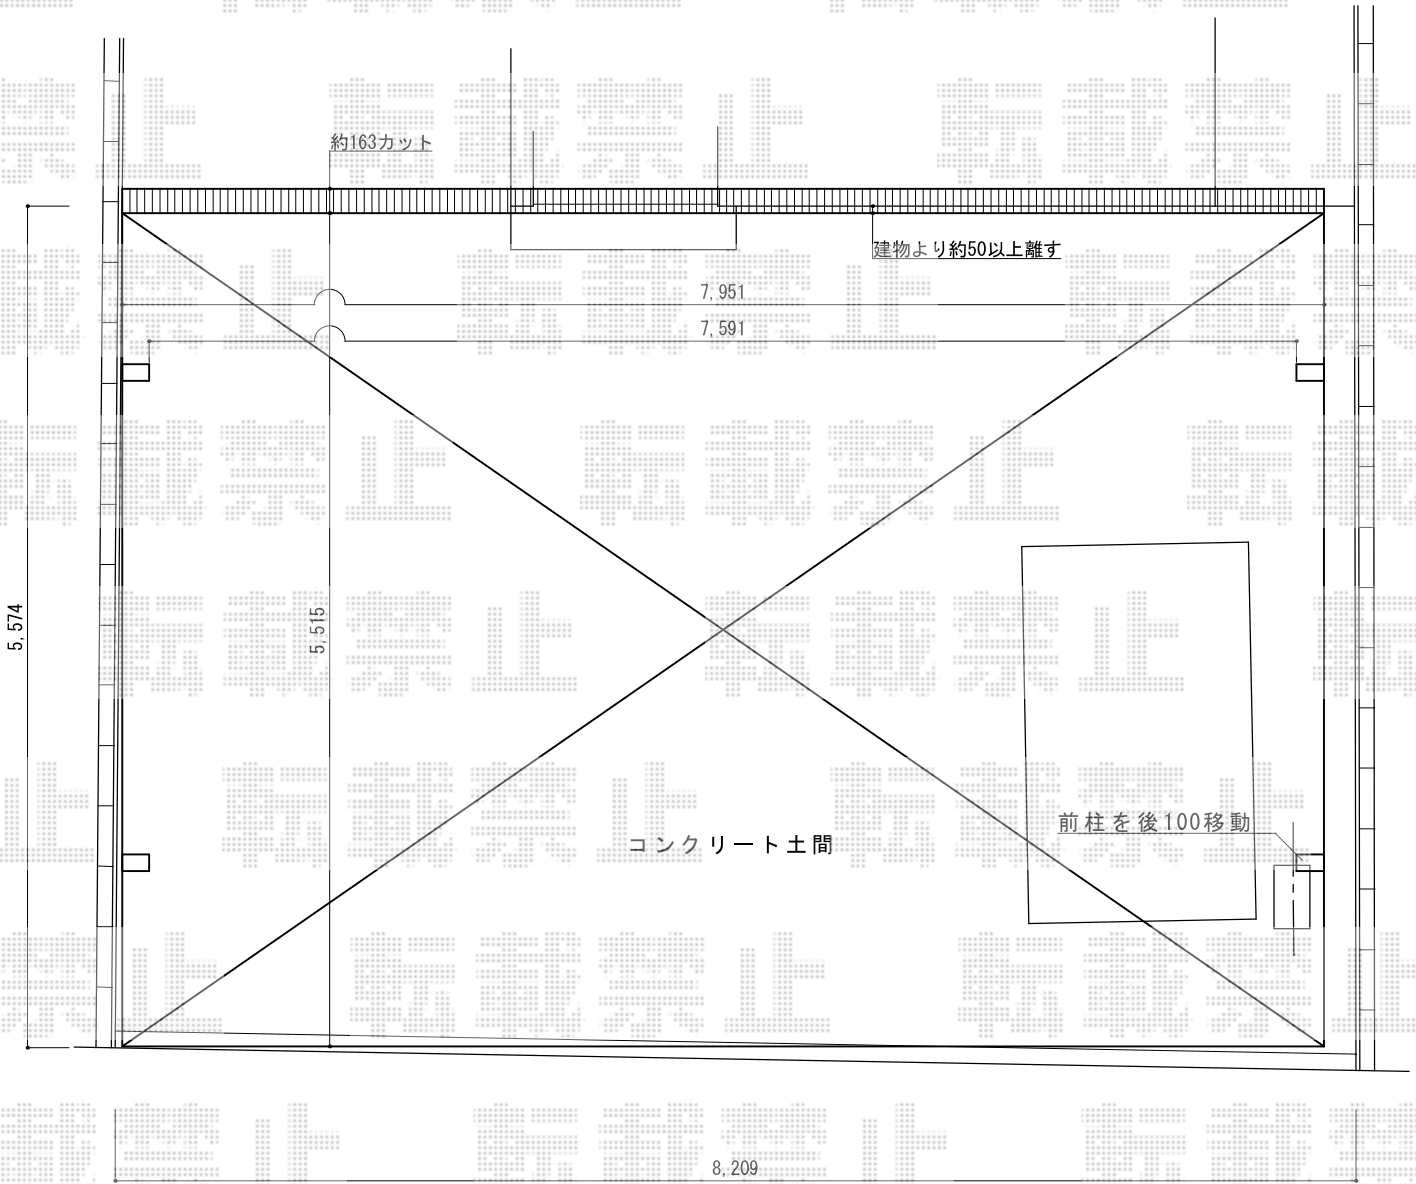 約163カット
建物より約50以上離す
7,951
7,591
5,574
5,515
前柱を後100移動
コンクリート土間
8,209
転載禁止